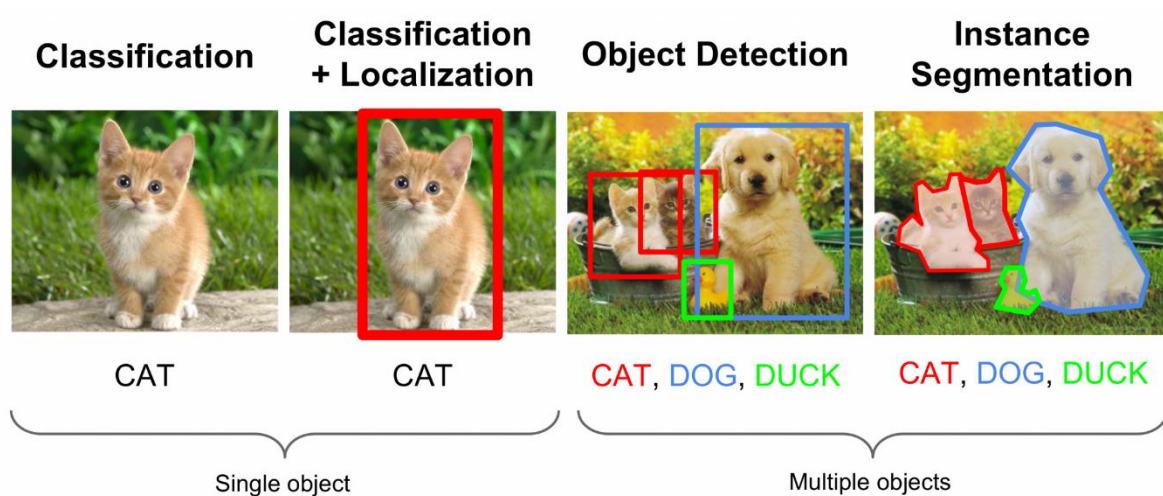 Classification
Classification
+ Localization
Object Detection
Instance
Segmentation
CAT
CAT
CAT, DOG, DUCK
CAT, DOG, DUCK
Single object
Multiple objects